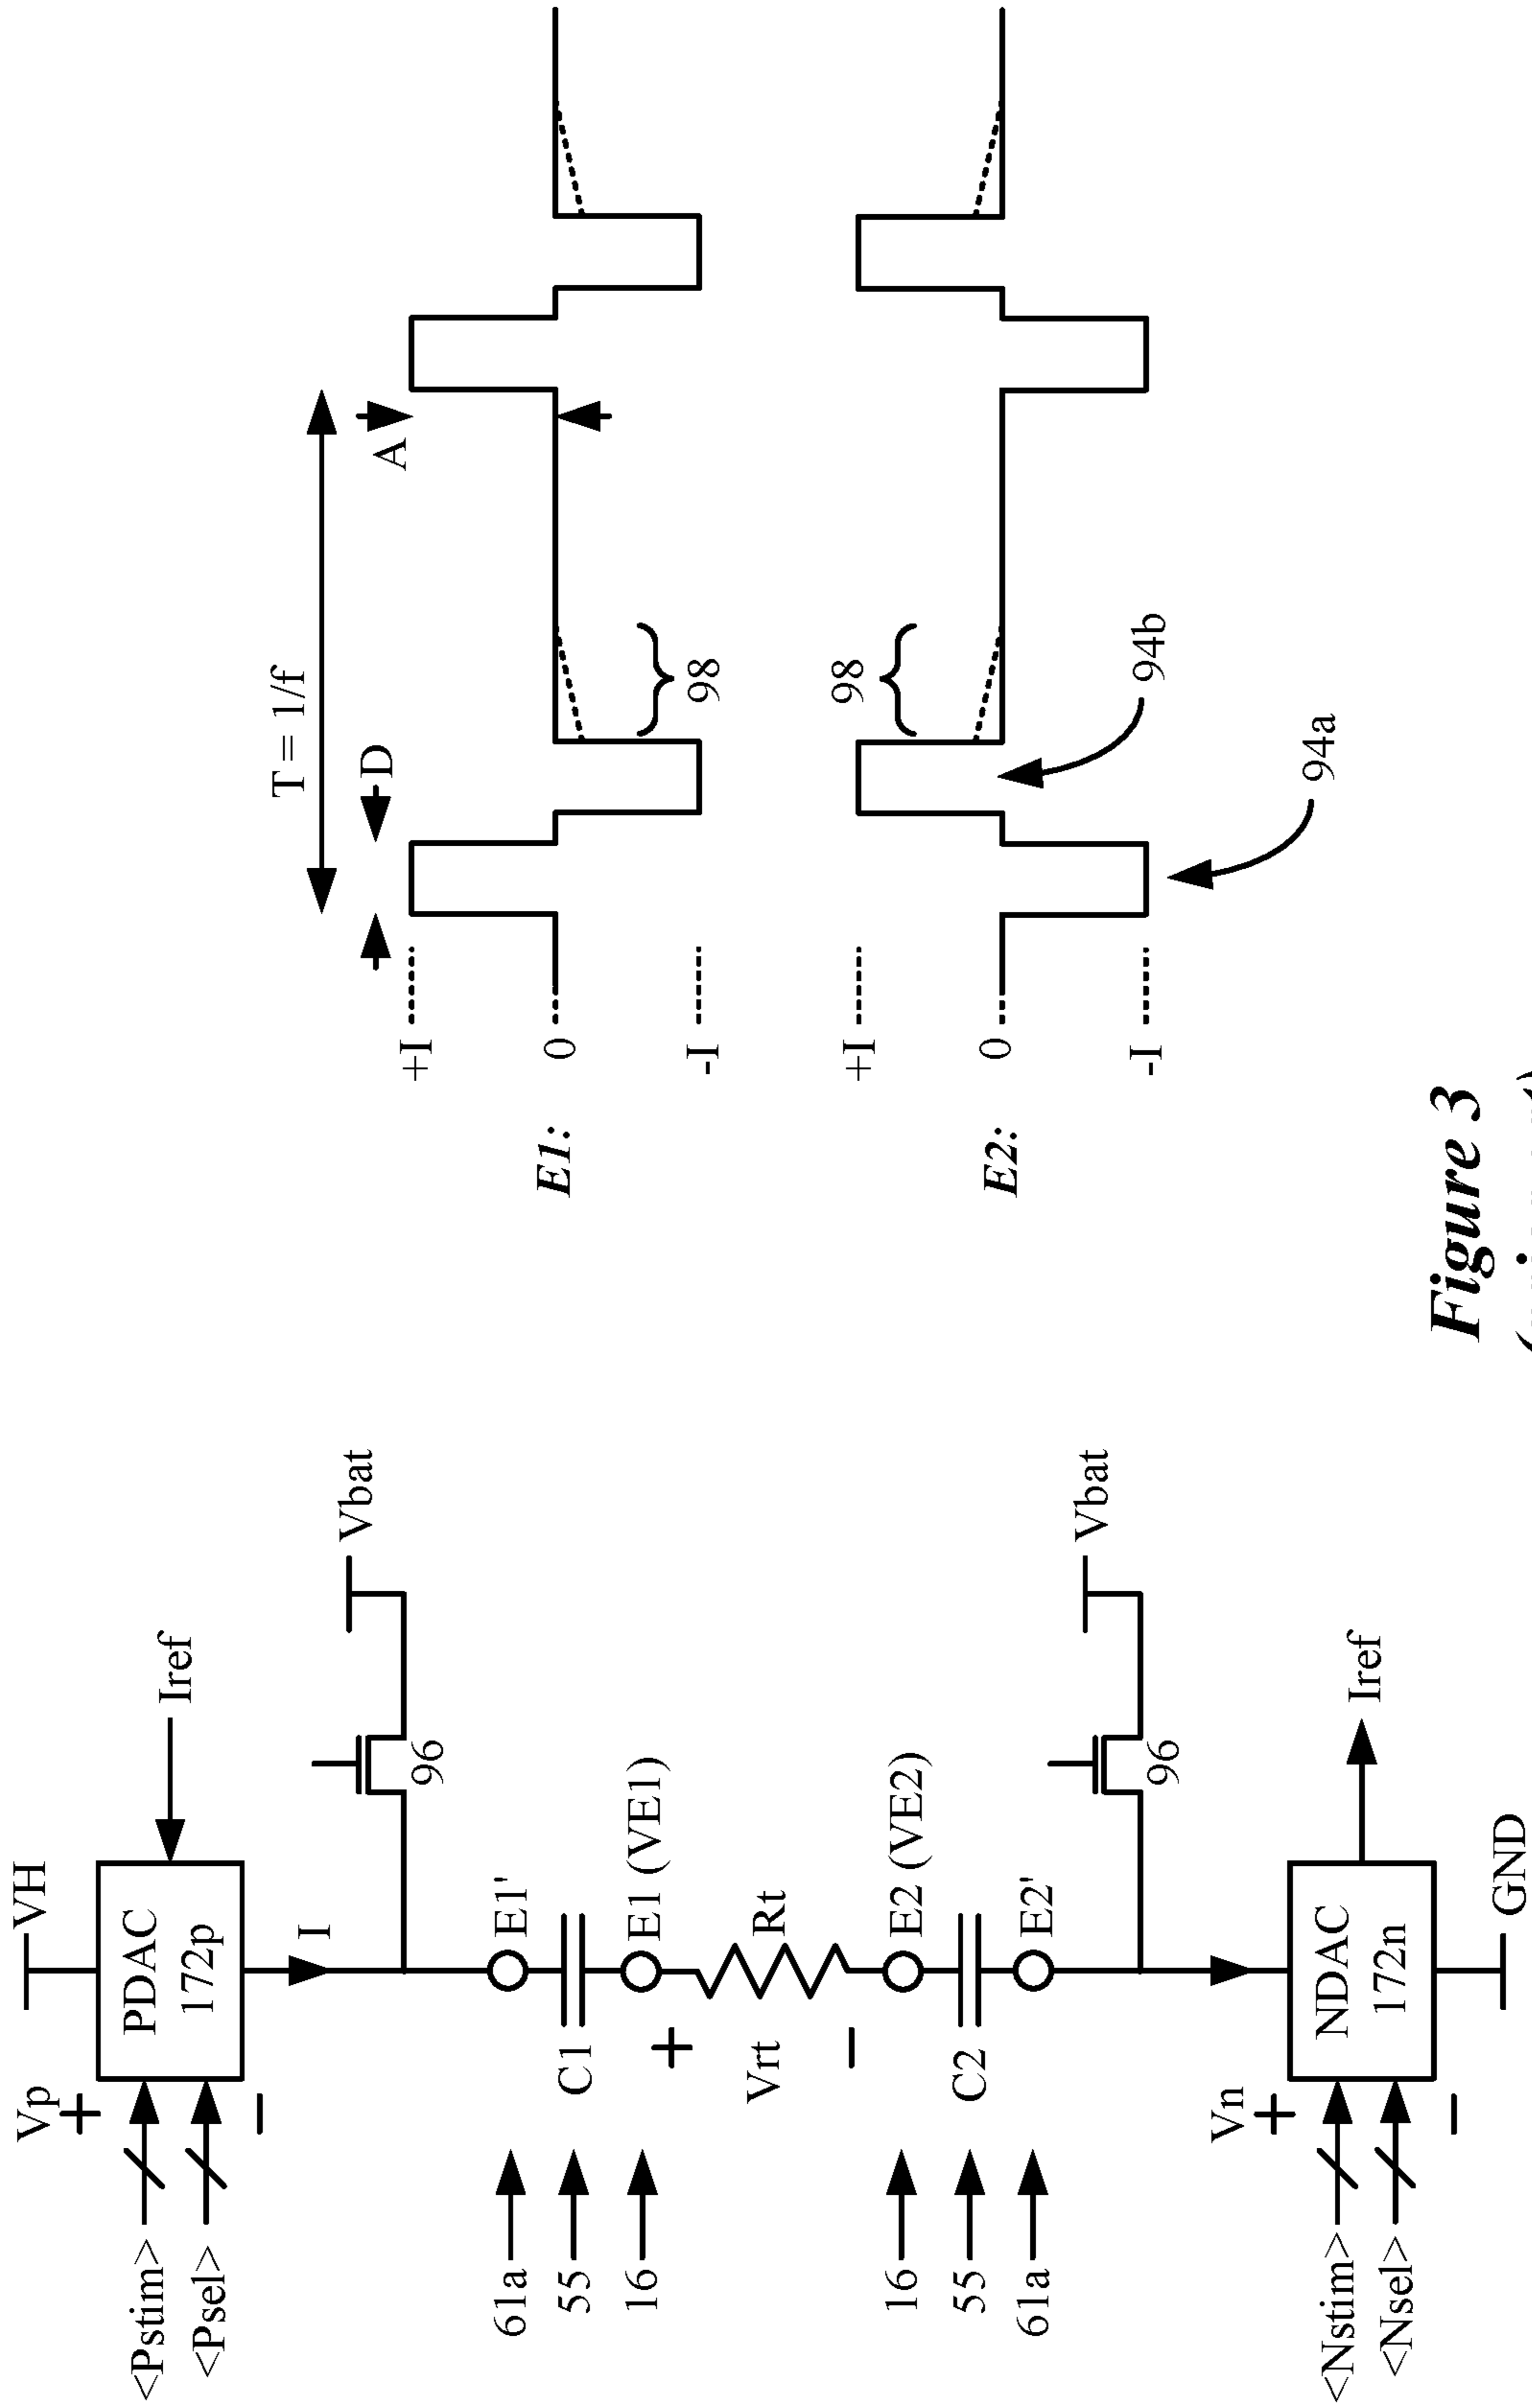 VH
Vp
+
PDAC
172p
Iref
<Pstim>
<Psel>
−
I
Vbat
96
61a
E1'
55
C1
16
E1 (VE1)
+
Vrt
Rt
−
16
E2 (VE2)
55
C2
61a
E2'
Vbat
96
Vn
+
NDAC
172n
Iref
<Nstim>
<Nsel>
−
GND
T = 1/f
D
A
E1:
+I
0
-I
98
98
E2:
+I
0
-I
94b
94a
Figure 3